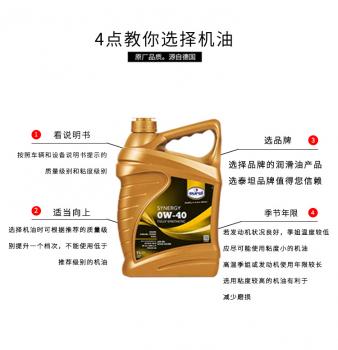 4点教你选择机油
原厂品质。源自德国
1 看说明书
按照车辆和设备说明书提示的
质量级别和粘度级别
2 适当向上
选择机油时可根据推荐的质量级
别提升一个档次，不能使用低于
推荐级别的机油
3 选品牌
选择品牌的润滑油产品
选泰坦品牌值得您信赖
4 季节年限
若发动机状况良好，季姐温度较低
应尽可能使用粘度小的机油
高温季组或发动机使用年限较长
选用粘度较高的机油有利于
减少磨损
eurol
SYNERGY
0W-40
FULLY SYNTHETIC